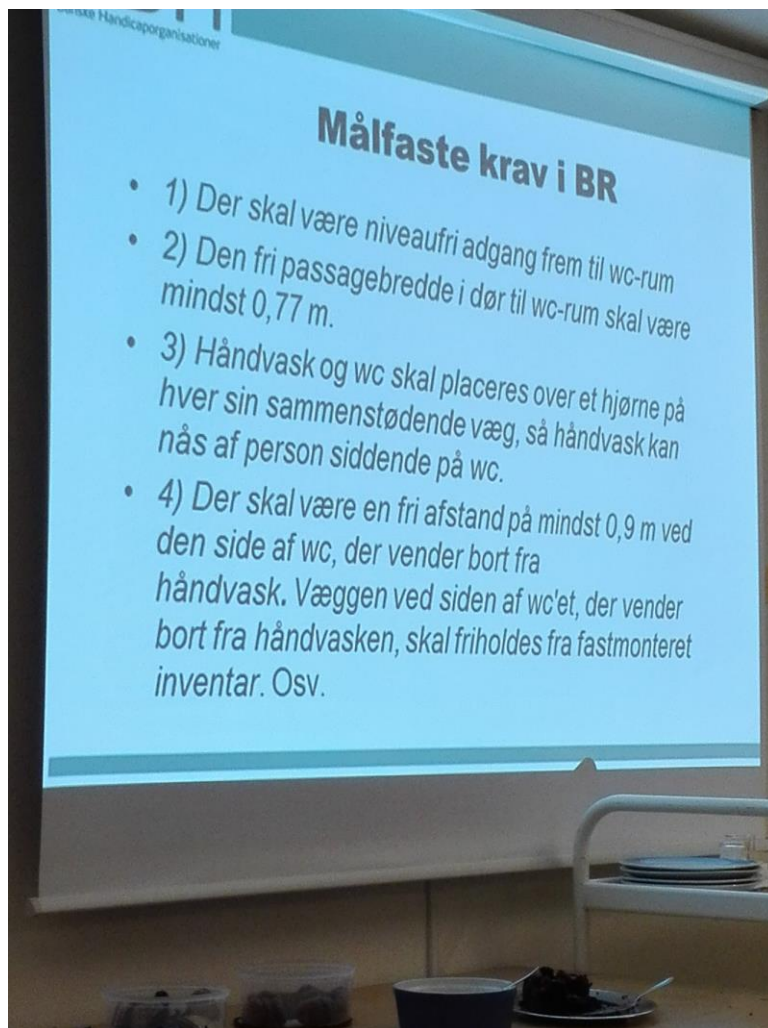 Handicaporganisationer
Målfaste krav i BR
• 1) Der skal være niveaufri adgang frem til wc-rum
• 2) Den fri passagebredde i dør til wc-rum skal være
mindst 0,77 m.
• 3) Håndvask og wc skal placeres over et hjørne på
hver sin sammenstødende væg, så håndvask kan
nås af person siddende på wc.
• 4) Der skal være en fri afstand på mindst 0,9 m ved
den side af wc, der vender bort fra
håndvask. Væggen ved siden af wc'et, der vender
bort fra håndvasken, skal friholdes fra fastmonteret
inventar. Osv.